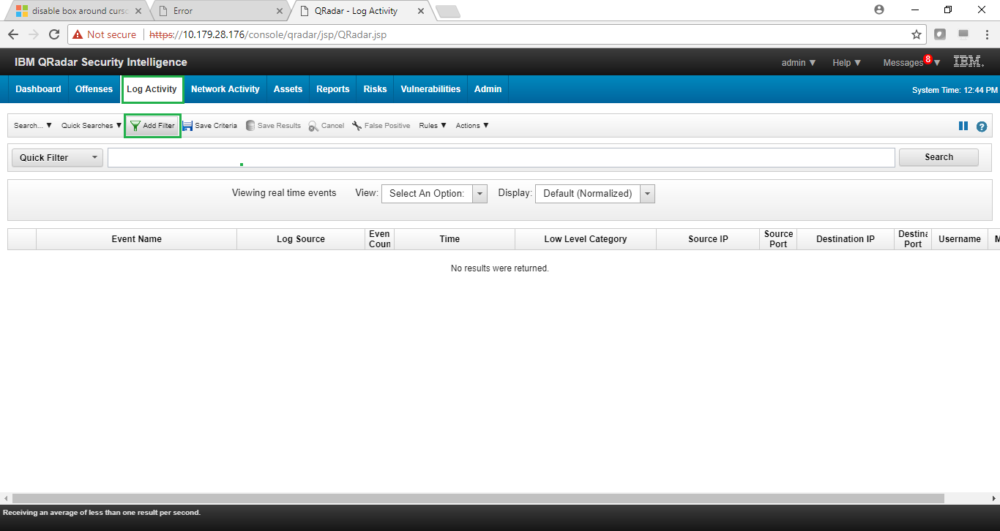 disable box around curso
Error
QRadar - Log Activity
Not secure https://10.179.28.176/console/qradar/jsp/QRadar.jsp
IBM QRadar Security Intelligence
admin ▼ Help ▼ Messages 8 ▼ IBM.
Dashboard Offenses Log Activity Network Activity Assets Reports Risks Vulnerabilities Admin System Time: 12:44 PM
Search... ▼ Quick Searches ▼ Add Filter Save Criteria Save Results Cancel False Positive Rules ▼ Actions ▼ ?
Quick Filter Search
Viewing real time events View: Select An Option: Display: Default (Normalized)
Event Name Log Source Even Coun Time Low Level Category Source IP Source Port Destination IP Destina Port Username M
No results were returned.
Receiving an average of less than one result per second.